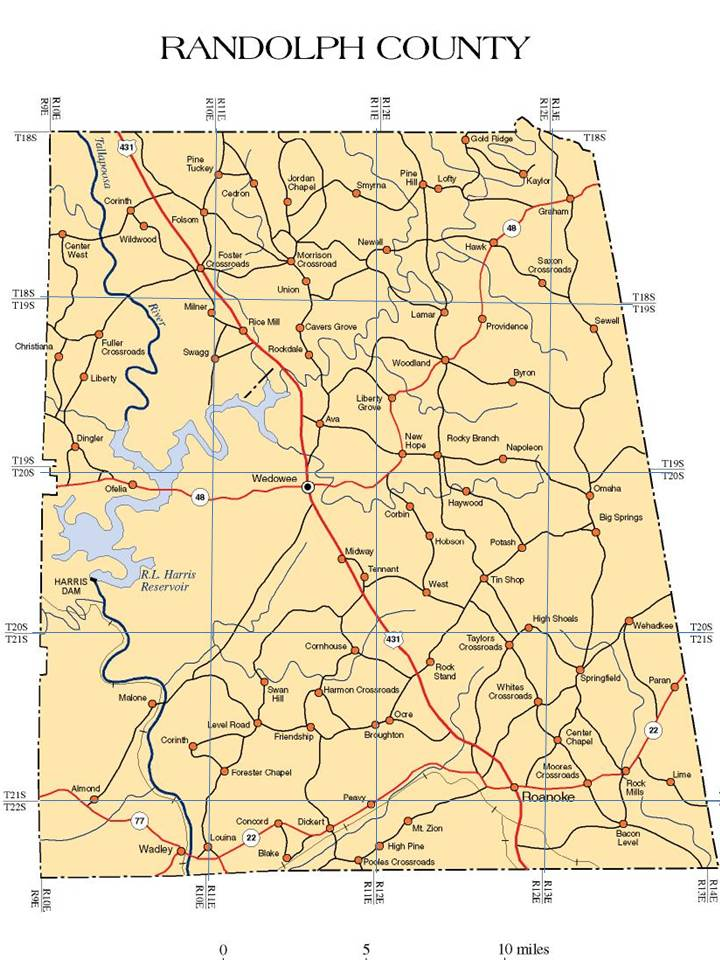 RANDOLPH COUNTY
R9E
R10E
R10E
R11E
R11E
R12E
R12E
R13E
T18S
T18S
Tallapoosa
431
Gold Ridge
Pine
Tuckey
Cedron
Jordan
Chapel
Smyrna
Pine
Hill
Lofty
Kaylor
Corinth
Folsom
Graham
Wildwood
48
Center
West
Newell
Hawk
Foster
Crossroads
Morrison
Crossroad
Saxon
Crossroads
Union
T18S
T19S
T18S
T19S
River
Milner
Rice Mill
Lamar
Providence
Sewell
Cavers Grove
Christiana
Fuller
Crossroads
Swagg
Rockdale
Woodland
Liberty
Byron
Liberty
Grove
Ava
Dingler
New
Hope
Rocky Branch
Napoleon
T19S
T20S
T19S
T20S
Wedowee
Ofelia
48
Haywood
Omaha
Corbin
Big Springs
Hobson
Potash
Midway
R.L. Harris
Reservoir
HARRIS
DAM
Tennant
West
Tin Shop
High Shoals
Wehadkee
T20S
T21S
T20S
T21S
431
Taylors
Crossroads
Cornhouse
Rock
Stand
Springfield
Paran
Swan
Hill
Harmon Crossroads
Whites
Crossroads
Malone
Level Road
Ocre
Broughton
Friendship
22
Corinth
Center
Chapel
Forester Chapel
Moores
Crossroads
Rock
Mills
Lime
Almond
T21S
T22S
Peavy
Roanoke
77
Concord
Dickert
Mt. Zion
Bacon
Level
Wadley
Louina
22
Blake
High Pine
Pooles Crossroads
R9E
R10E
R10E
R11E
R11E
R12E
R12E
R13E
R13E
R14E
0
5
10 miles